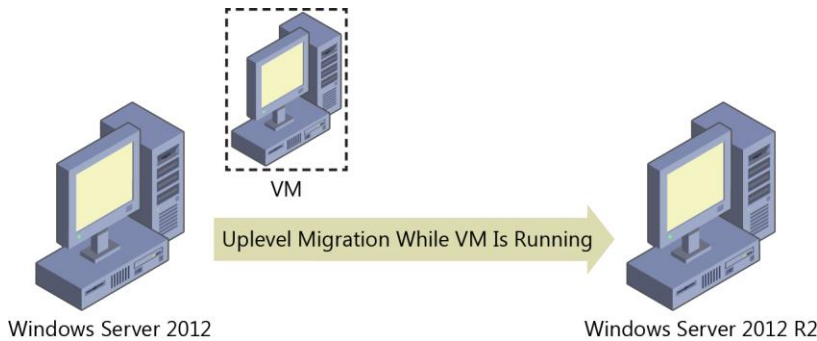 VM
Uplevel Migration While VM Is Running
Windows Server 2012
Windows Server 2012 R2